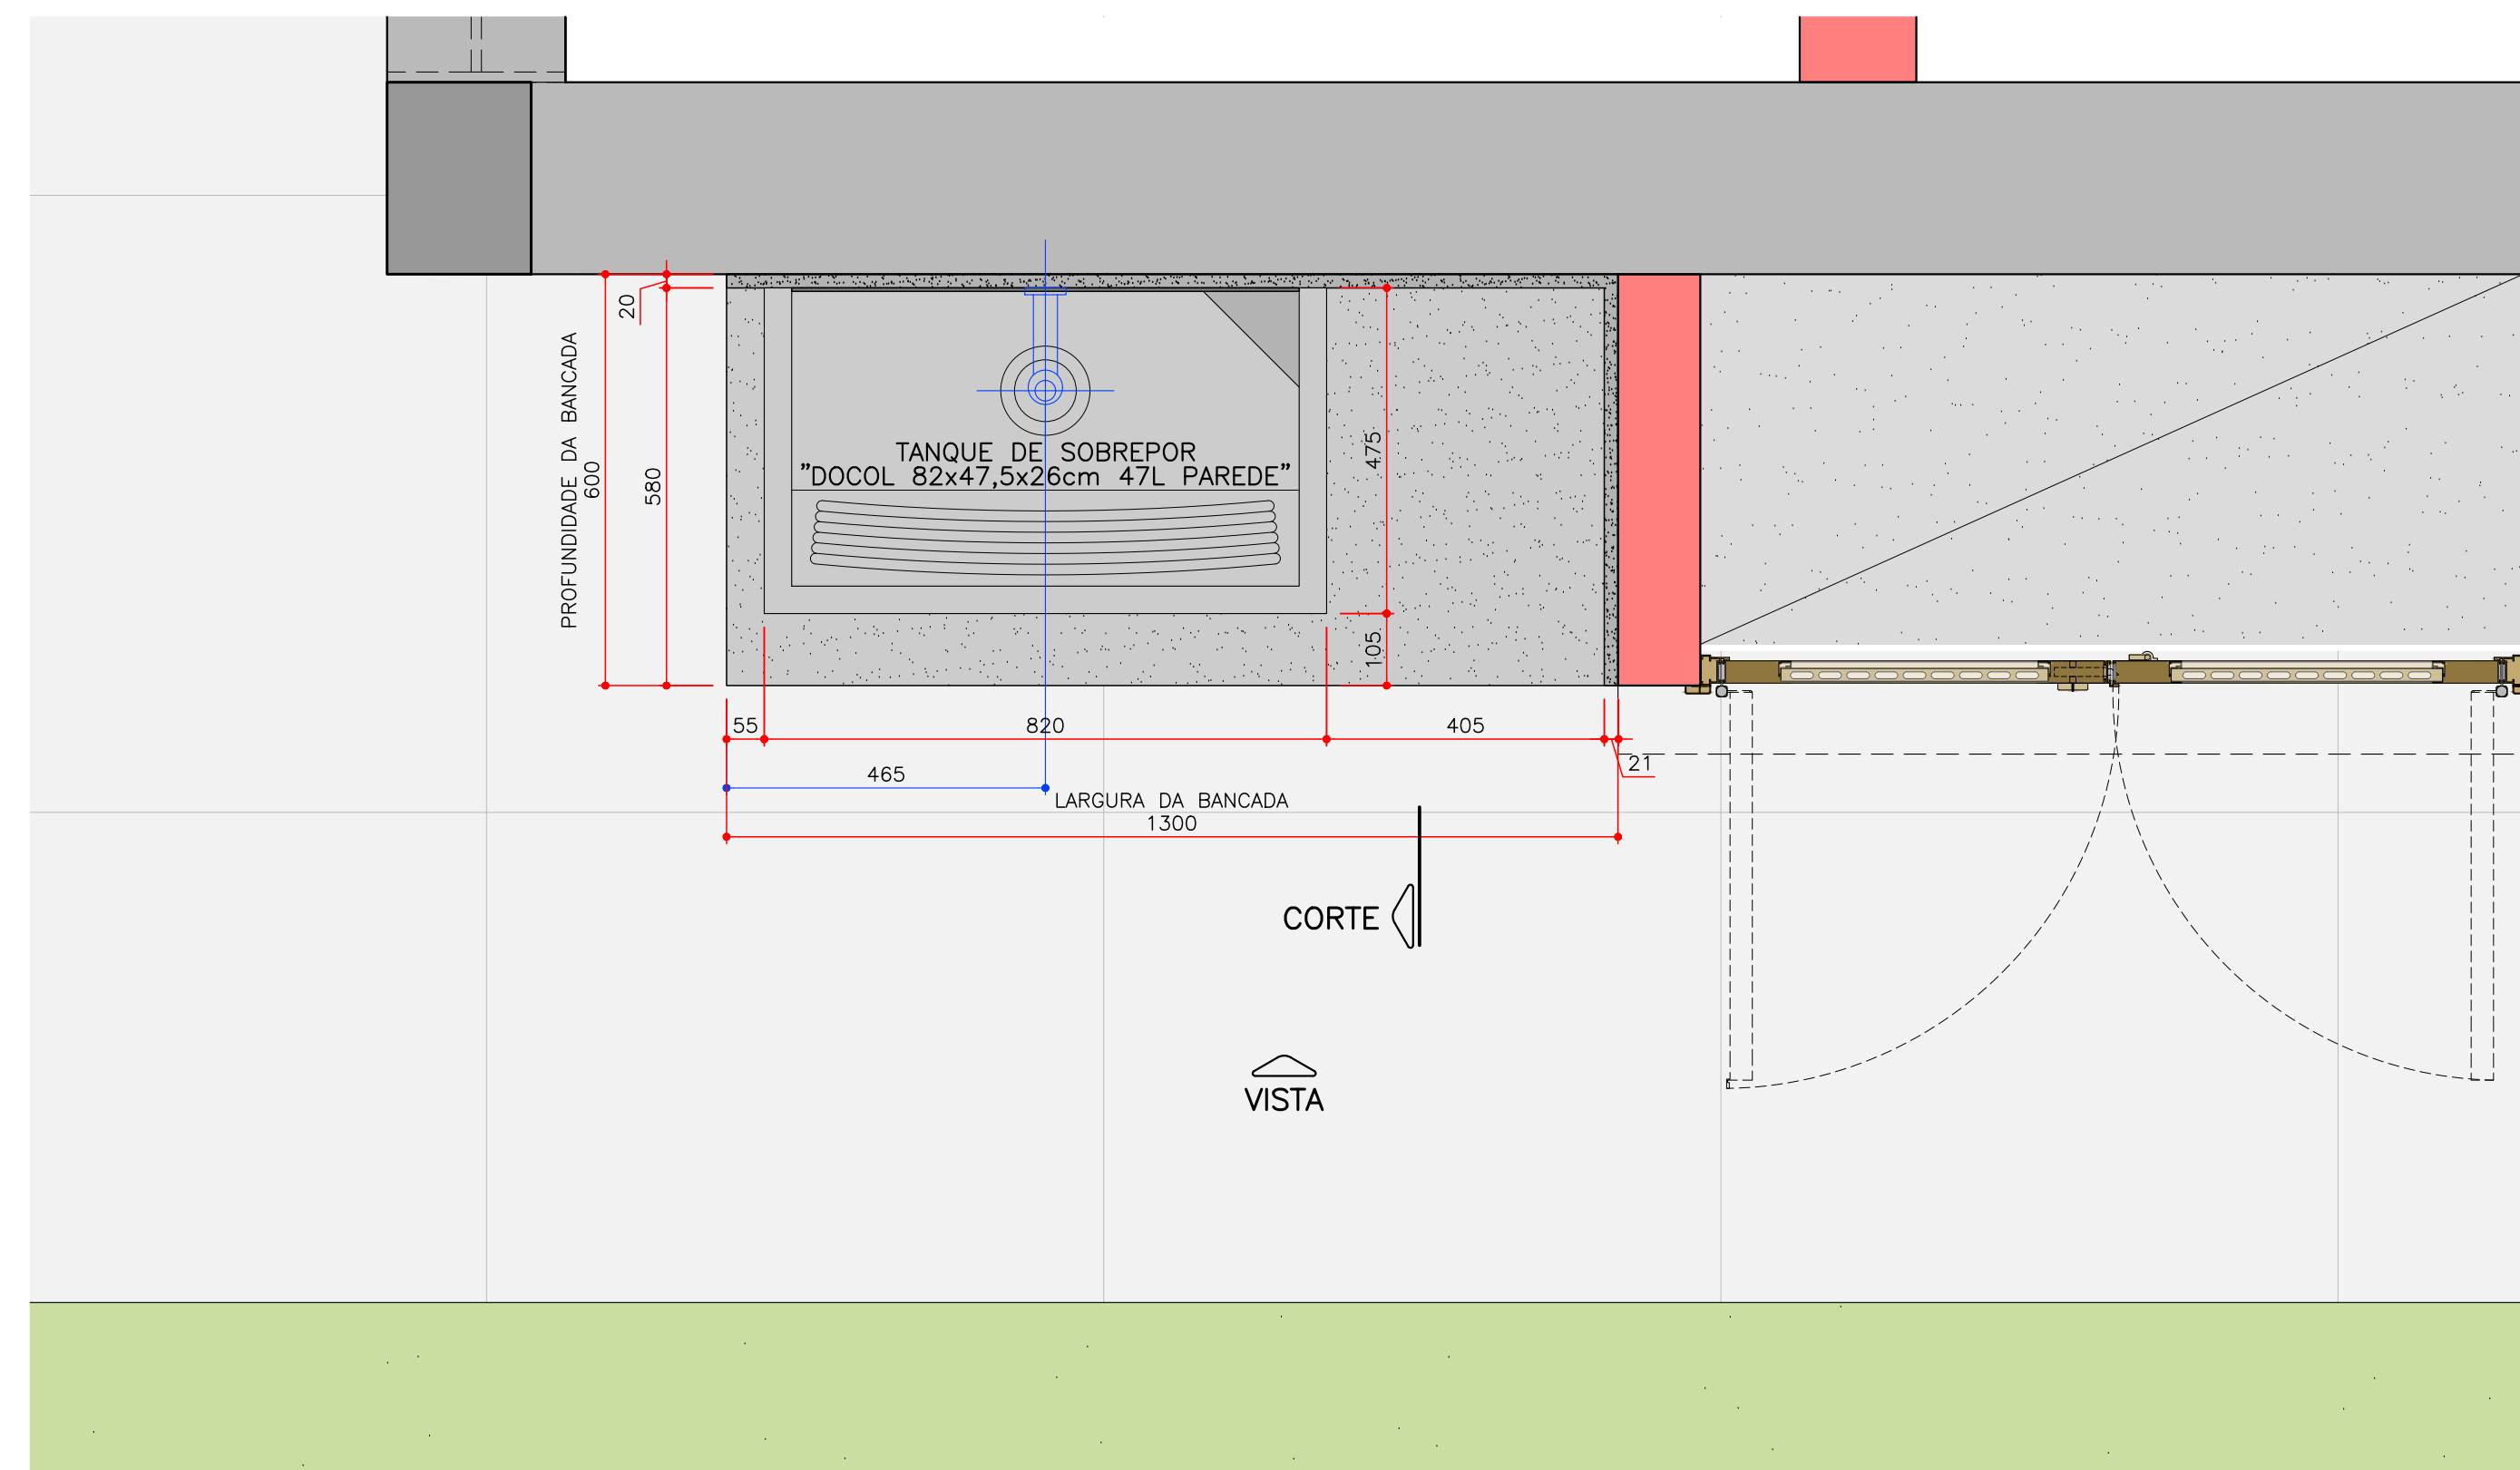 20
PROFUNDIDADE DA BANCADA
600
580
TANQUE DE SOBREPOR
"DOCOL 82x47,5x26cm 47L PAREDE"
475
105
55
820
405
21
465
LARGURA DA BANCADA
1300
CORTE
VISTA